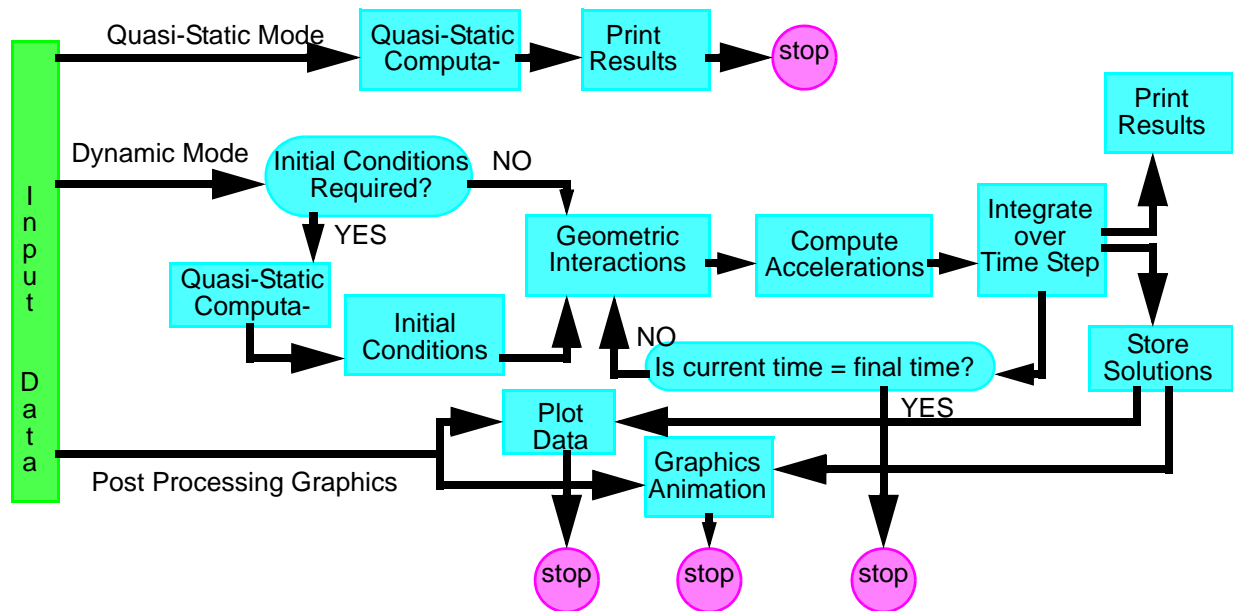 Input Data
Quasi-Static Mode
Quasi-Static
Computa-
Print
Results
stop
Print
Results
Dynamic Mode
Initial Conditions
Required?
NO
YES
Quasi-Static
Computa-
Initial
Conditions
Geometric
Interactions
Compute
Accelerations
Integrate
over
Time Step
NO
Is current time = final time?
YES
Store
Solutions
Post Processing Graphics
Plot
Data
Graphics
Animation
stop
stop
stop